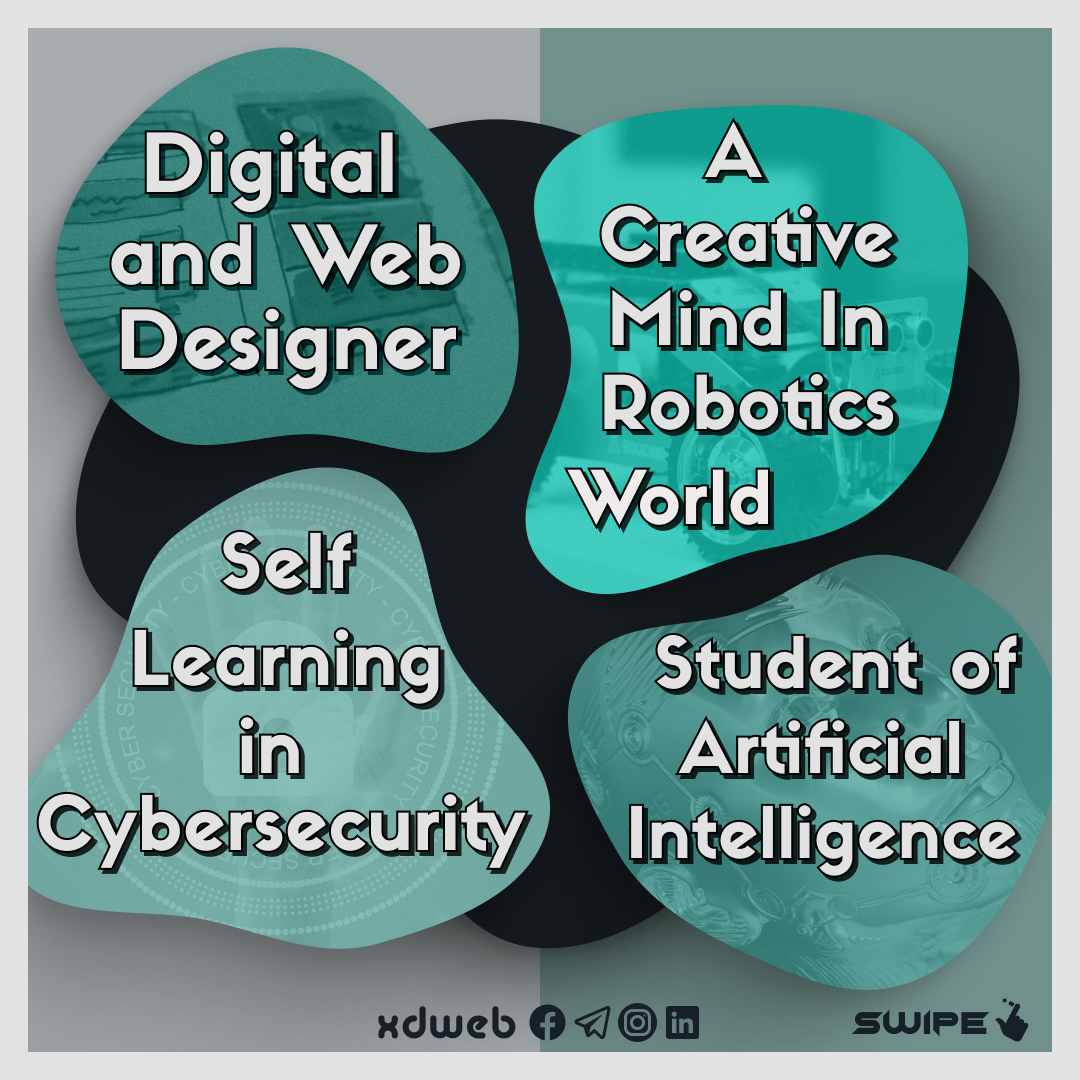 Digital
and Web
Designer
A
Creative
Mind In
Robotics
World
Self
Learning
in
Cybersecurity
Student of
Artificial
Intelligence
xdweb
SWIPE